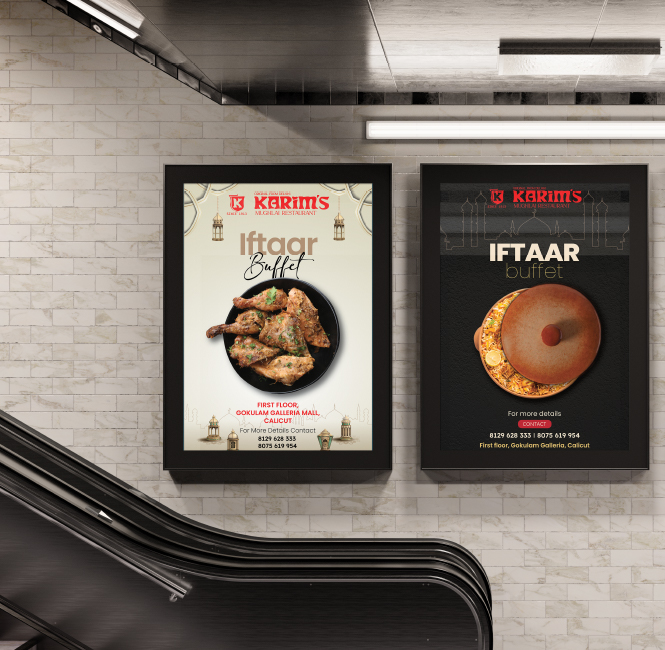 KARIM'S
MUGHLAI RESTAURANT
Iftaar
Buffet
FIRST FLOOR,
GOKULAM GALLERIA MALL,
CALICUT
For More Details Contact
8129 628 333
8075 619 954
KARIM'S
MUGHLAI RESTAURANT
IFTAAR
buffet
For more details
CONTACT
8129 628 333 | 8075 619 954
First floor, Gokulam Galleria, Calicut